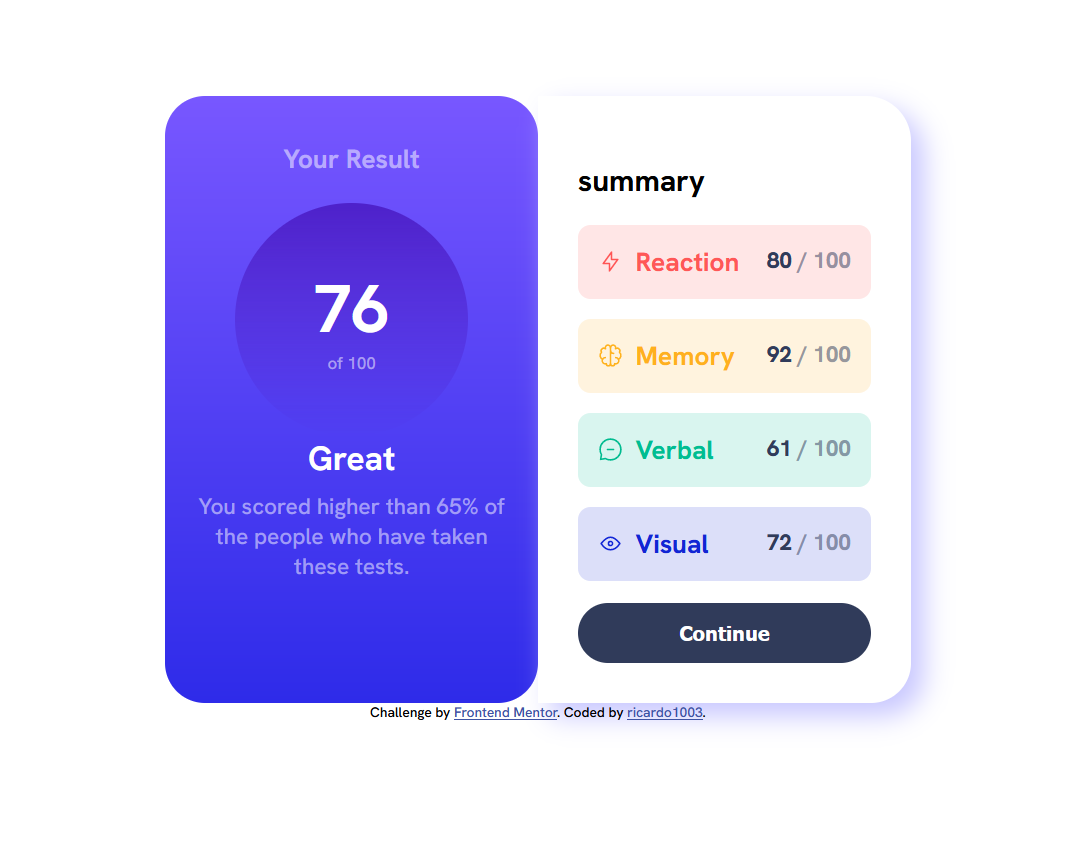 Your Result
76
of 100
Great
You scored higher than 65% of
the people who have taken
these tests.
summary
Reaction 80 / 100
Memory 92 / 100
Verbal 61 / 100
Visual 72 / 100
Continue
Challenge by Frontend Mentor. Coded by ricardo1003.